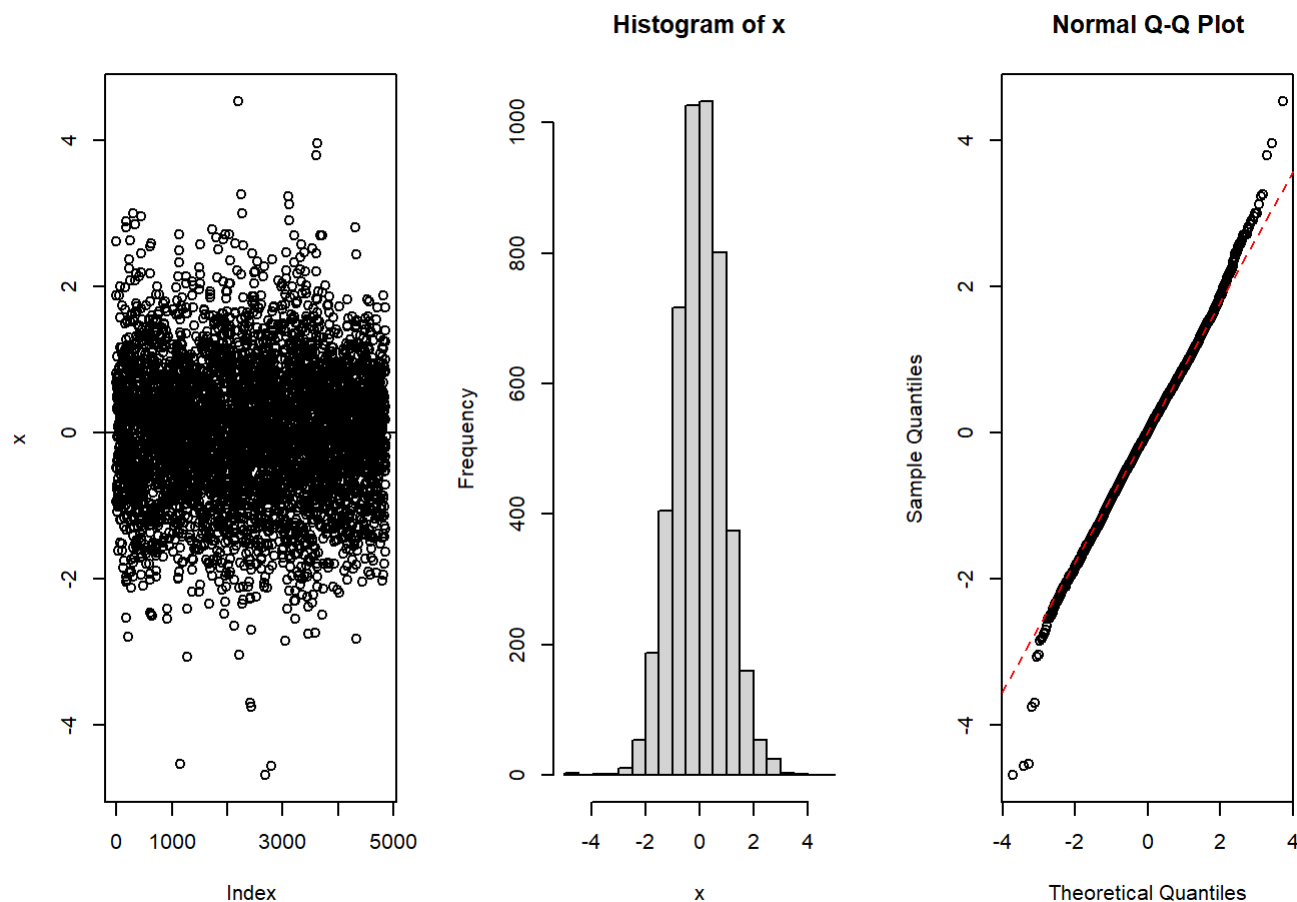 x
4
2
0
-2
-4
0 1000 3000 5000
Index
Histogram of x
Frequency
1000
800
600
400
200
0
-4 -2 0 2 4
x
Normal Q-Q Plot
Sample Quantiles
4
2
0
-2
-4
-4 -2 0 2 4
Theoretical Quantiles